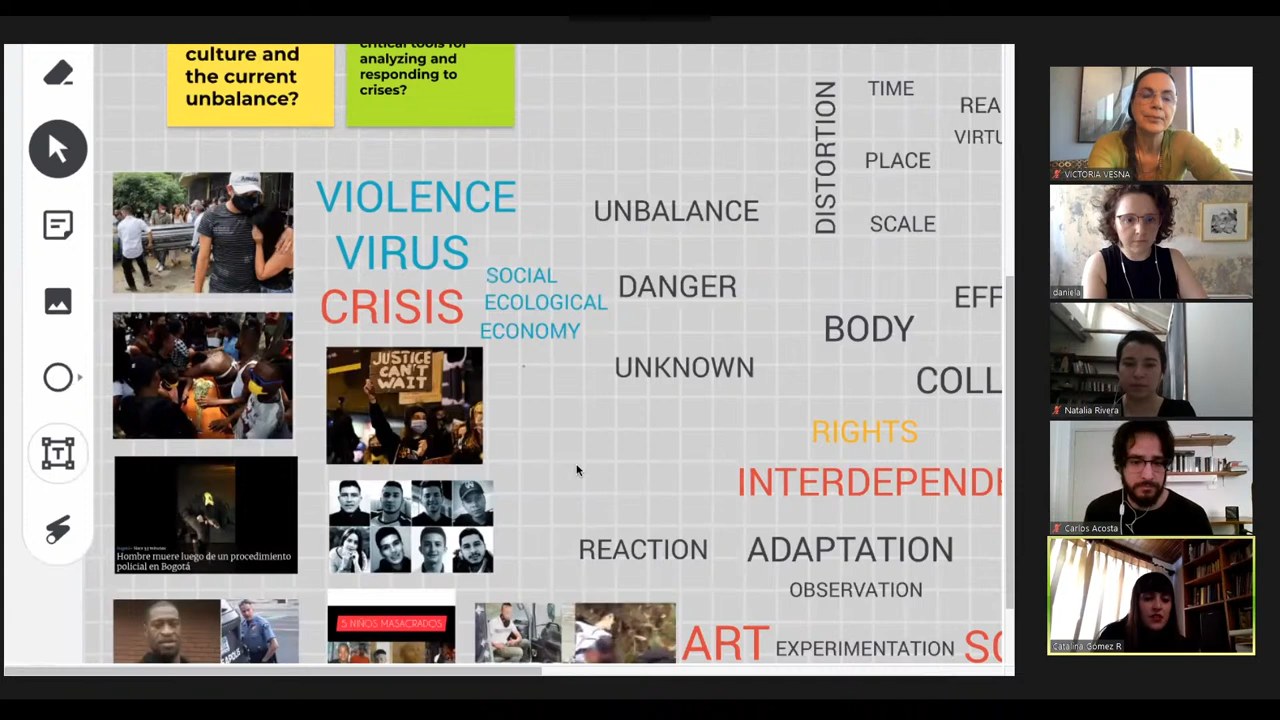 culture and
the current
unbalance?
critical tools for
analyzing and
responding to
crises?
VIOLENCE
VIRUS
CRISIS
SOCIAL
ECOLOGICAL
ECONOMY
JUSTICE
CAN'T
WAIT
Hombre muere luego de un procedimiento
policial en Bogotá
5 NIÑOS MASACRADOS
UNBALANCE
DANGER
UNKNOWN
DISTORTION
TIME
PLACE
SCALE
REA
VIRTU
EFF
BODY
COLL
RIGHTS
INTERDEPENDE
REACTION
ADAPTATION
OBSERVATION
ART
EXPERIMENTATION
SC
T
VICTORIA VESNA
daniela
Natalia Rivera
Carlos Acosta
Catalina Gómez R